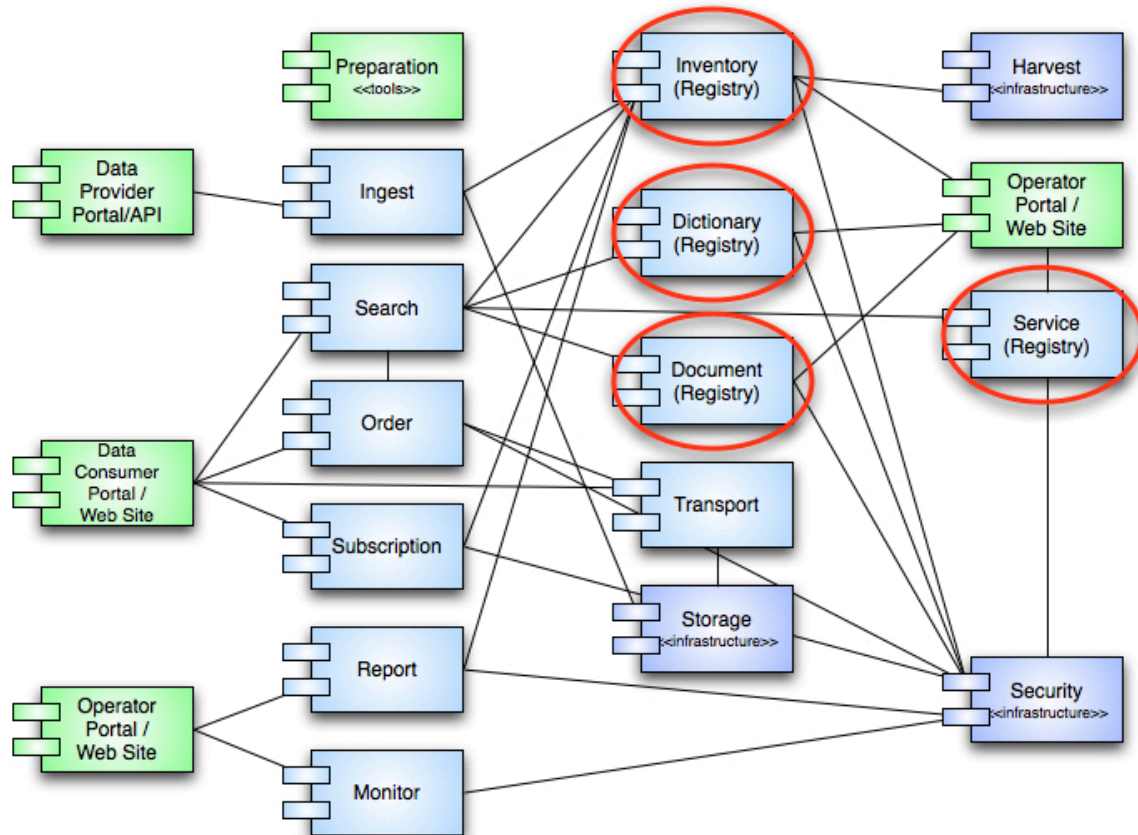 Preparation
<<tools>>
Inventory
(Registry)
Harvest
<<infrastructure>>
Data
Provider
Portal/API
Ingest
Dictionary
(Registry)
Operator
Portal /
Web Site
Search
Service
(Registry)
Document
(Registry)
Order
Data
Consumer
Portal /
Web Site
Transport
Subscription
Storage
<<infrastructure>>
Report
Security
<<infrastructure>>
Operator
Portal /
Web Site
Monitor